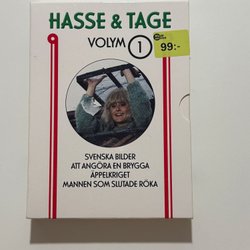 HASSE & TAGE
VOLYM 1
99:-
SVENSKA BILDER
ATT ANGÖRA EN BRYGGA
ÄPPELKRIGET
MANNEN SOM SLUTADE RÖKA